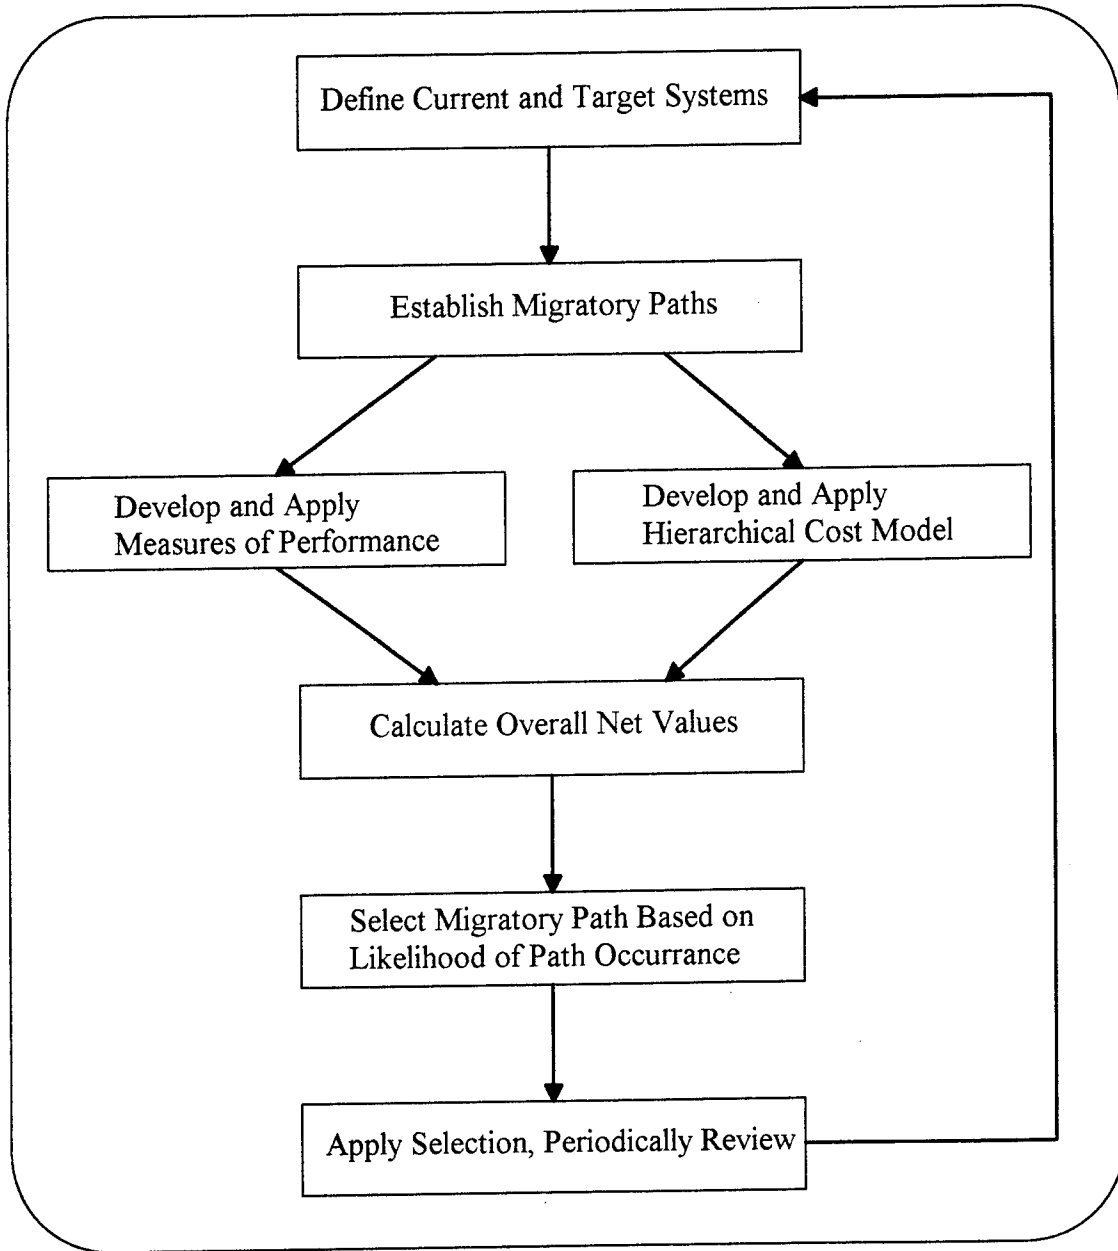 Define Current and Target Systems
Establish Migratory Paths
Develop and Apply
Measures of Performance
Develop and Apply
Hierarchical Cost Model
Calculate Overall Net Values
Select Migratory Path Based on
Likelihood of Path Occurrance
Apply Selection, Periodically Review